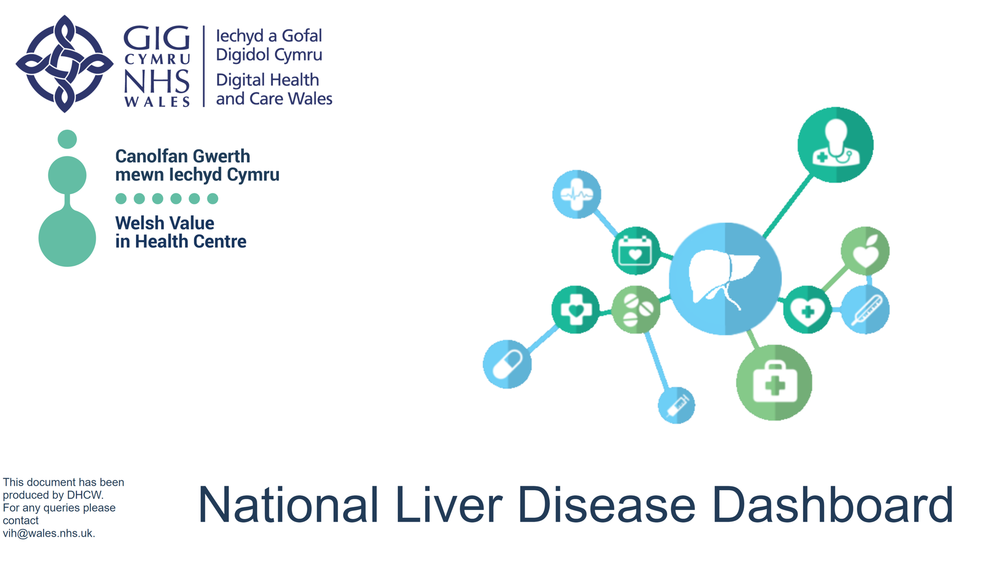 GIG
CYMRU
NHS
WALES
Iechyd a Gofal
Digidol Cymru
Digital Health
and Care Wales
Canolfan Gwerth
mewn Iechyd Cymru
Welsh Value
in Health Centre
This document has been
produced by DHCW.
For any queries please
contact
vih@wales.nhs.uk.
National Liver Disease Dashboard